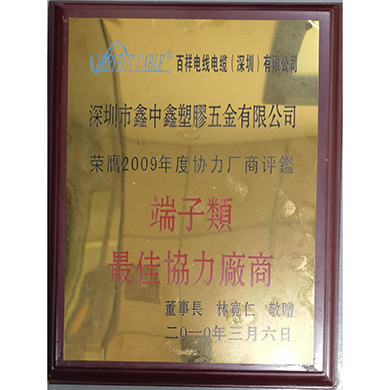 CABLE® 百祥电线电缆(深圳)有限公司
深圳市鑫中鑫塑膠五金有限公司
荣膺2009年度协力厂商评鑑
端子類
最佳協力廠商
董事長 林寬仁 敬贈
二〇一〇年三月六日